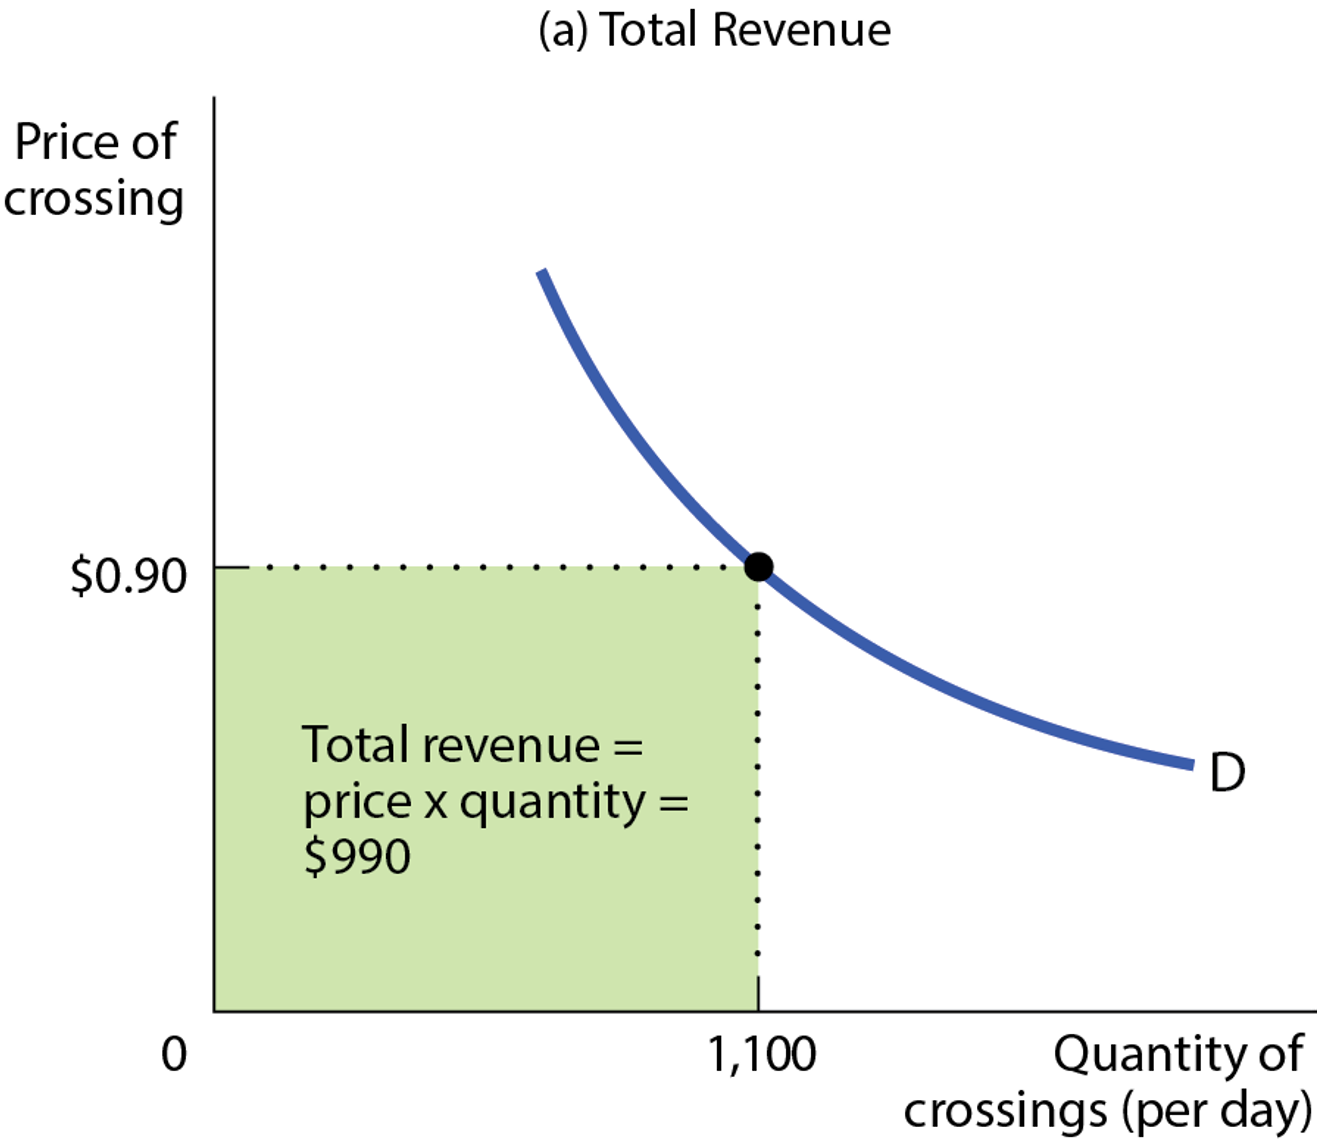 (a) Total Revenue
Price of
crossing
$0.90
Total revenue =
price x quantity =
$990
D
0
1,100
Quantity of
crossings (per day)